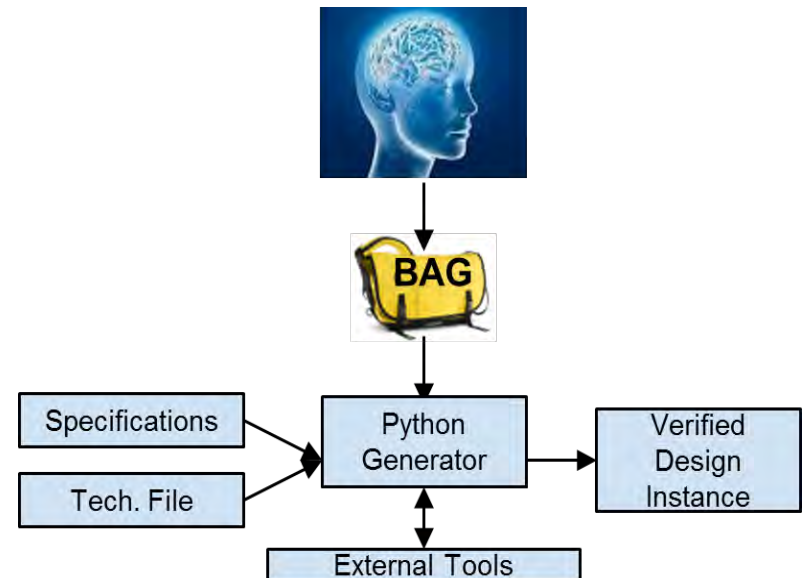 BAG
Specifications
Tech. File
Python
Generator
Verified
Design
Instance
External Tools